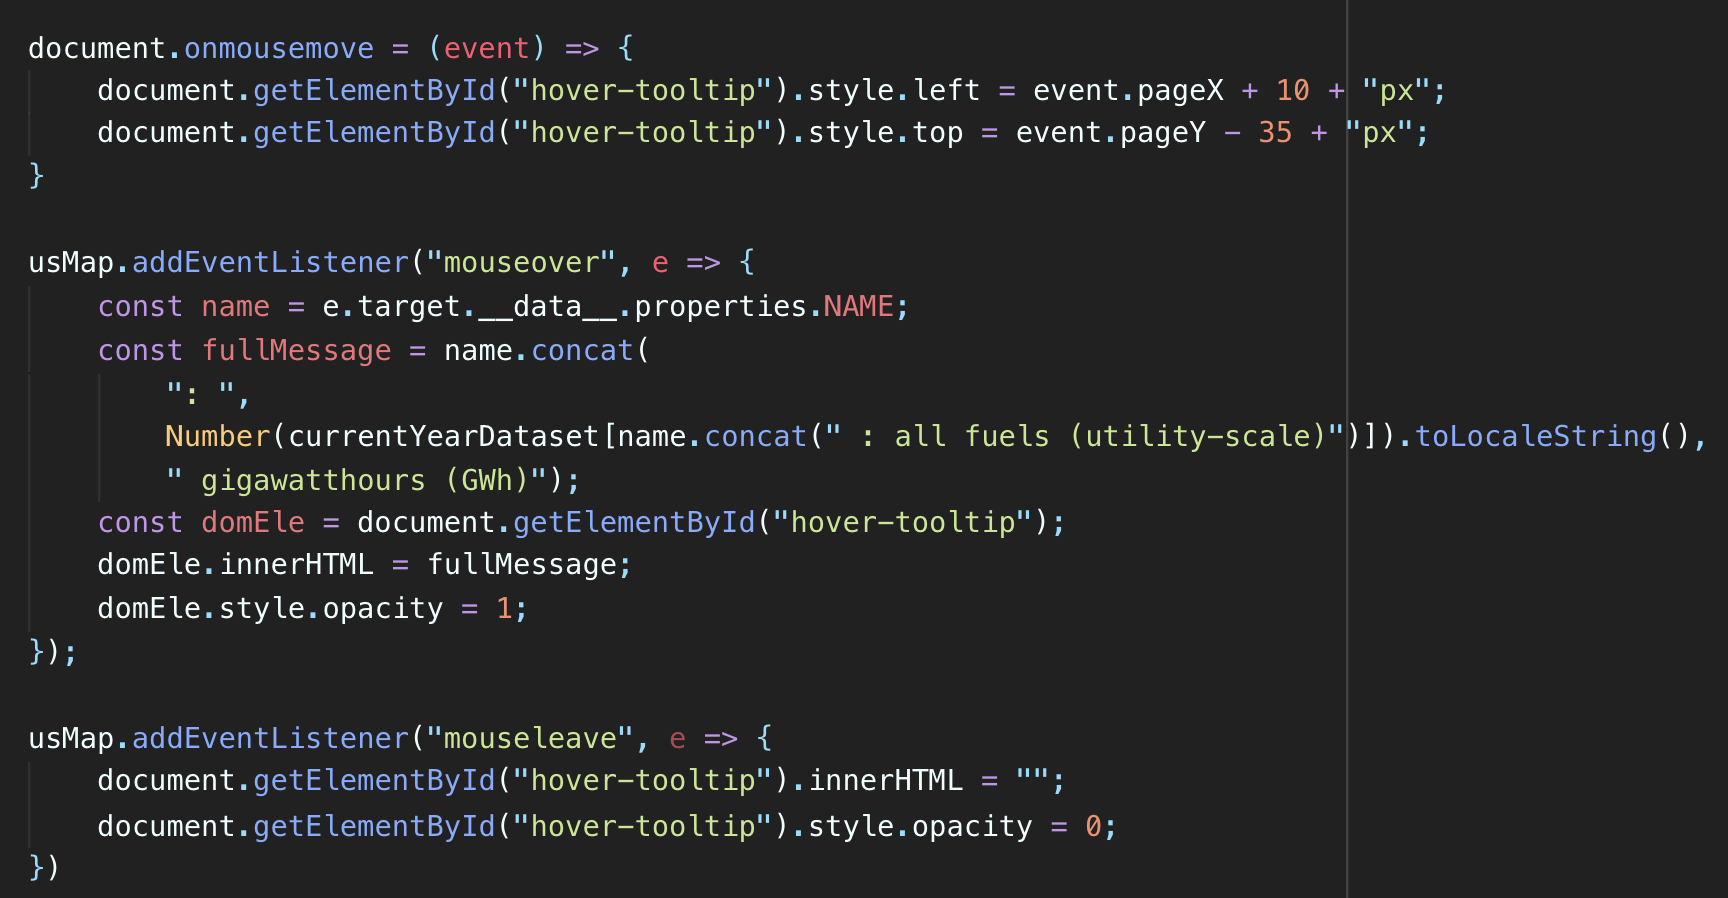 document.onmousemove = (event) => {
    document.getElementById("hover-tooltip").style.left = event.pageX + 10 + "px";
    document.getElementById("hover-tooltip").style.top = event.pageY - 35 + "px";
}

usMap.addEventListener("mouseover", e => {
    const name = e.target.__data__.properties.NAME;
    const fullMessage = name.concat(
        ": ",
        Number(currentYearDataset[name.concat(" : all fuels (utility-scale)")]).toLocaleString(),
        " gigawatthours (GWh)");
    const domEle = document.getElementById("hover-tooltip");
    domEle.innerHTML = fullMessage;
    domEle.style.opacity = 1;
});

usMap.addEventListener("mouseleave", e => {
    document.getElementById("hover-tooltip").innerHTML = "";
    document.getElementById("hover-tooltip").style.opacity = 0;
})